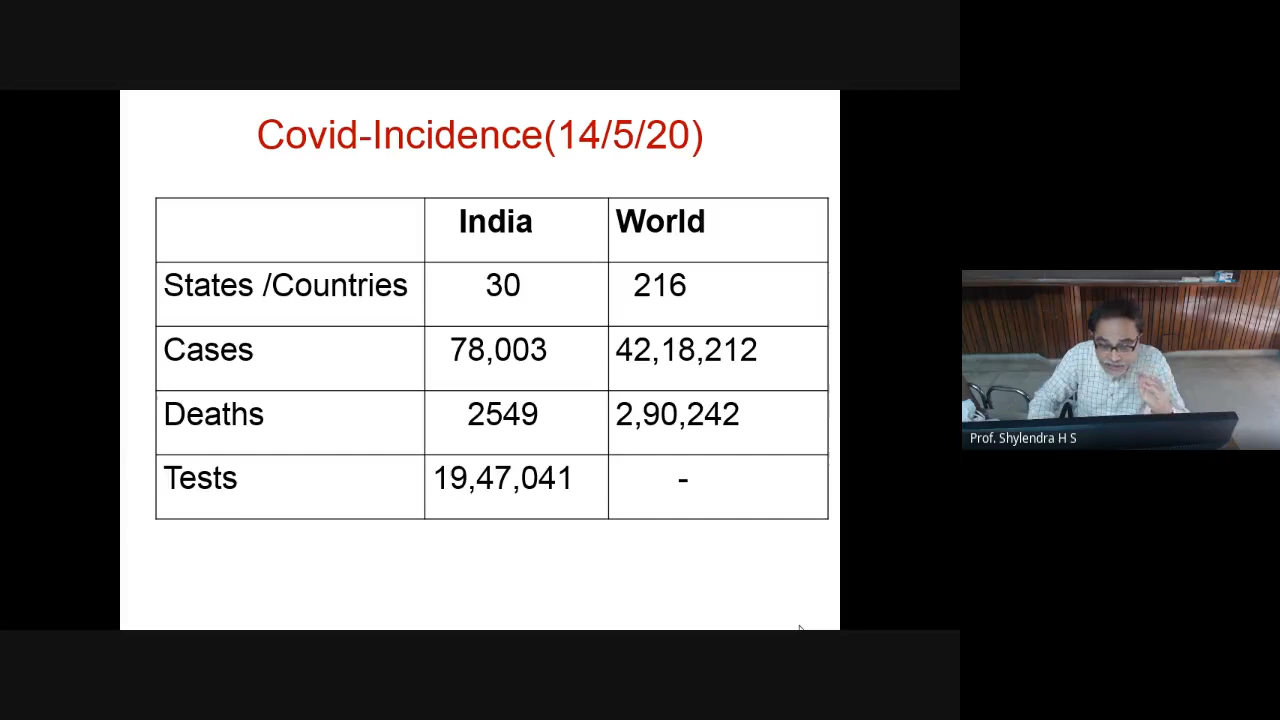 Covid-Incidence(14/5/20)
India World
States /Countries 30 216
Cases 78,003 42,18,212
Deaths 2549 2,90,242
Tests 19,47,041 -
Prof. Shylendra H S